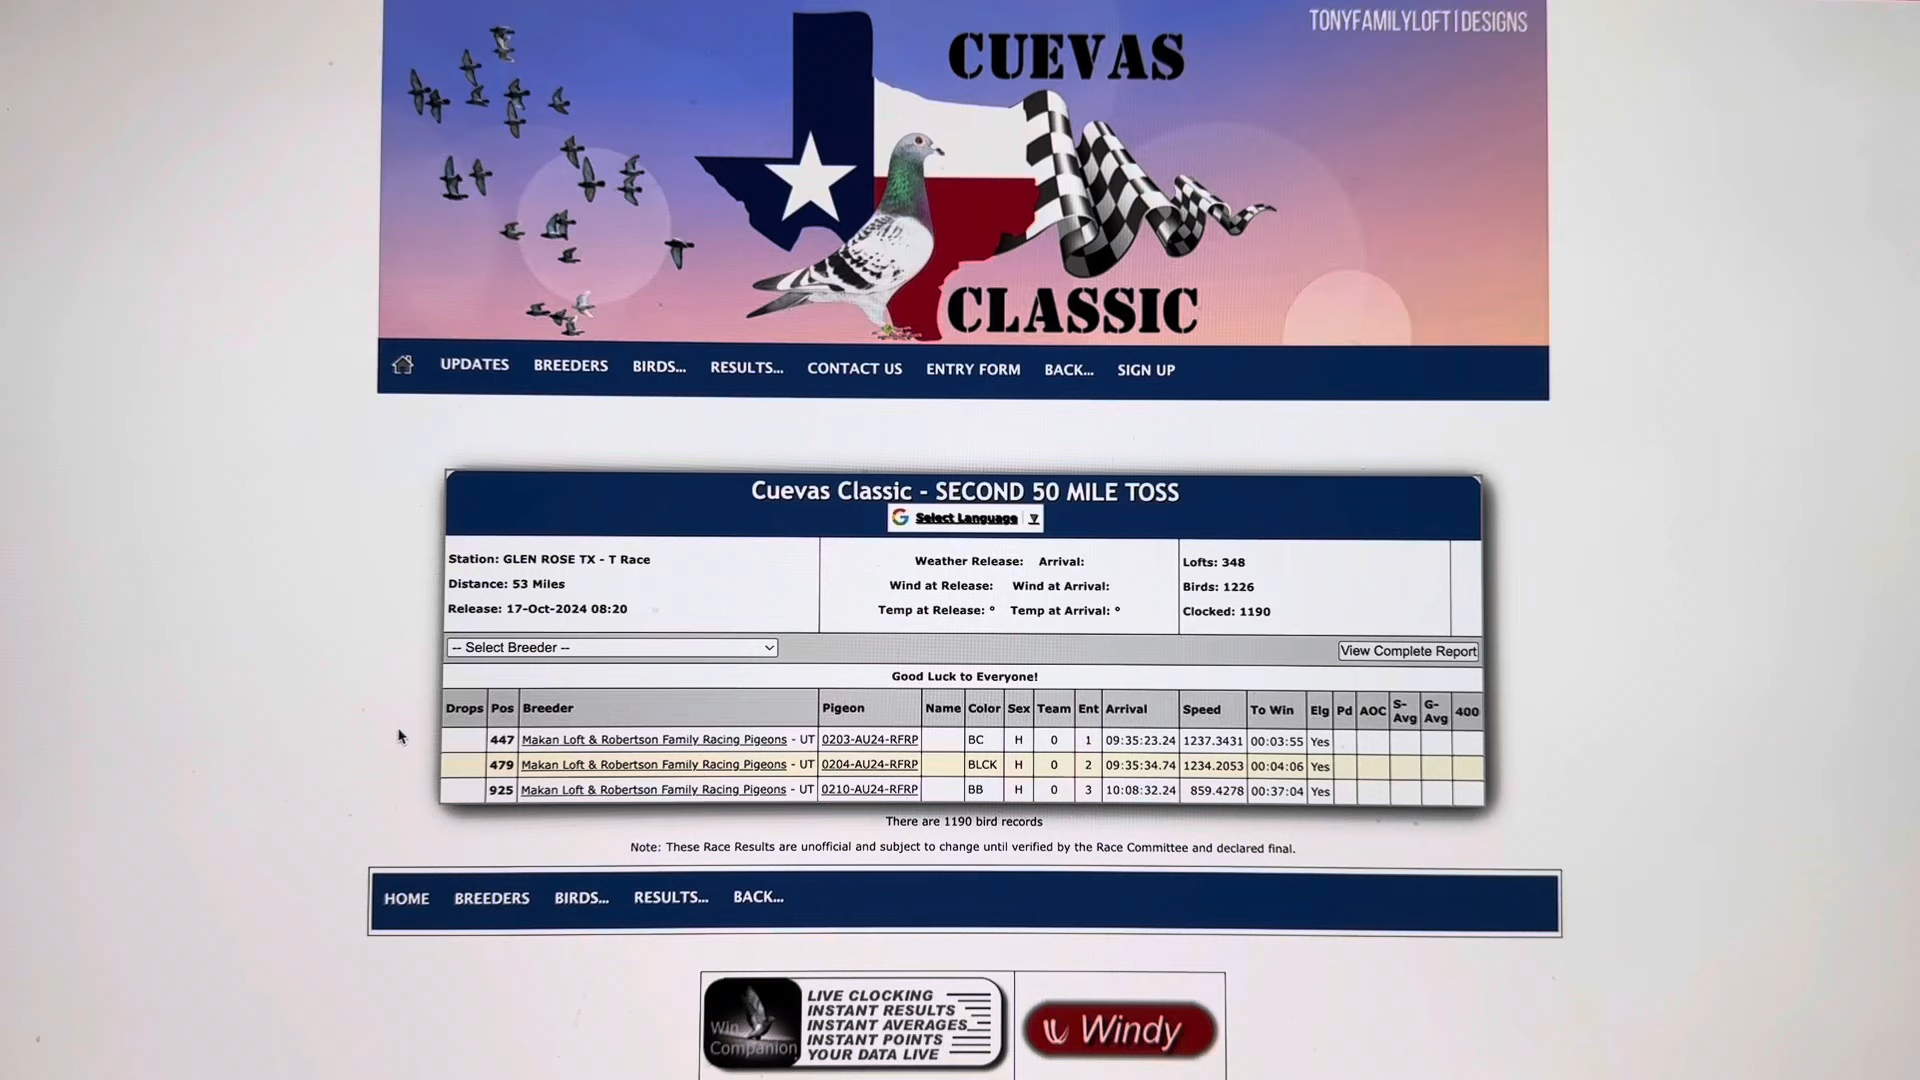 TONYFAMILYLOFT|DESIGNS
CUEVAS
CLASSIC
UPDATES BREEDERS BIRDS... RESULTS... CONTACT US ENTRY FORM BACK... SIGN UP
Cuevas Classic - SECOND 50 MILE TOSS
G Select Language
Station: GLEN ROSE TX - T Race
Distance: 53 Miles
Release: 17-Oct-2024 08:20
Weather Release: Arrival:
Wind at Release: Wind at Arrival:
Temp at Release: ° Temp at Arrival: °
Lofts: 348
Birds: 1226
Clocked: 1190
-- Select Breeder --
View Complete Report
Good Luck to Everyone!
Drops Pos Breeder Pigeon Name Color Sex Team Ent Arrival Speed To Win Elg Pd AOC S-Avg G-Avg 400
447 Makan Loft & Robertson Family Racing Pigeons - UT 0203-AU24-RFRP BC H 0 1 09:35:23.24 1237.3431 00:03:55 Yes
479 Makan Loft & Robertson Family Racing Pigeons - UT 0204-AU24-RFRP BLCK H 0 2 09:35:34.74 1234.2053 00:04:06 Yes
925 Makan Loft & Robertson Family Racing Pigeons - UT 0210-AU24-RFRP BB H 0 3 10:08:32.24 859.4278 00:37:04 Yes
There are 1190 bird records
Note: These Race Results are unofficial and subject to change until verified by the Race Committee and declared final.
HOME BREEDERS BIRDS... RESULTS... BACK...
Win
Companion
LIVE CLOCKING
INSTANT RESULTS
INSTANT AVERAGES
INSTANT POINTS
YOUR DATA LIVE
Windy